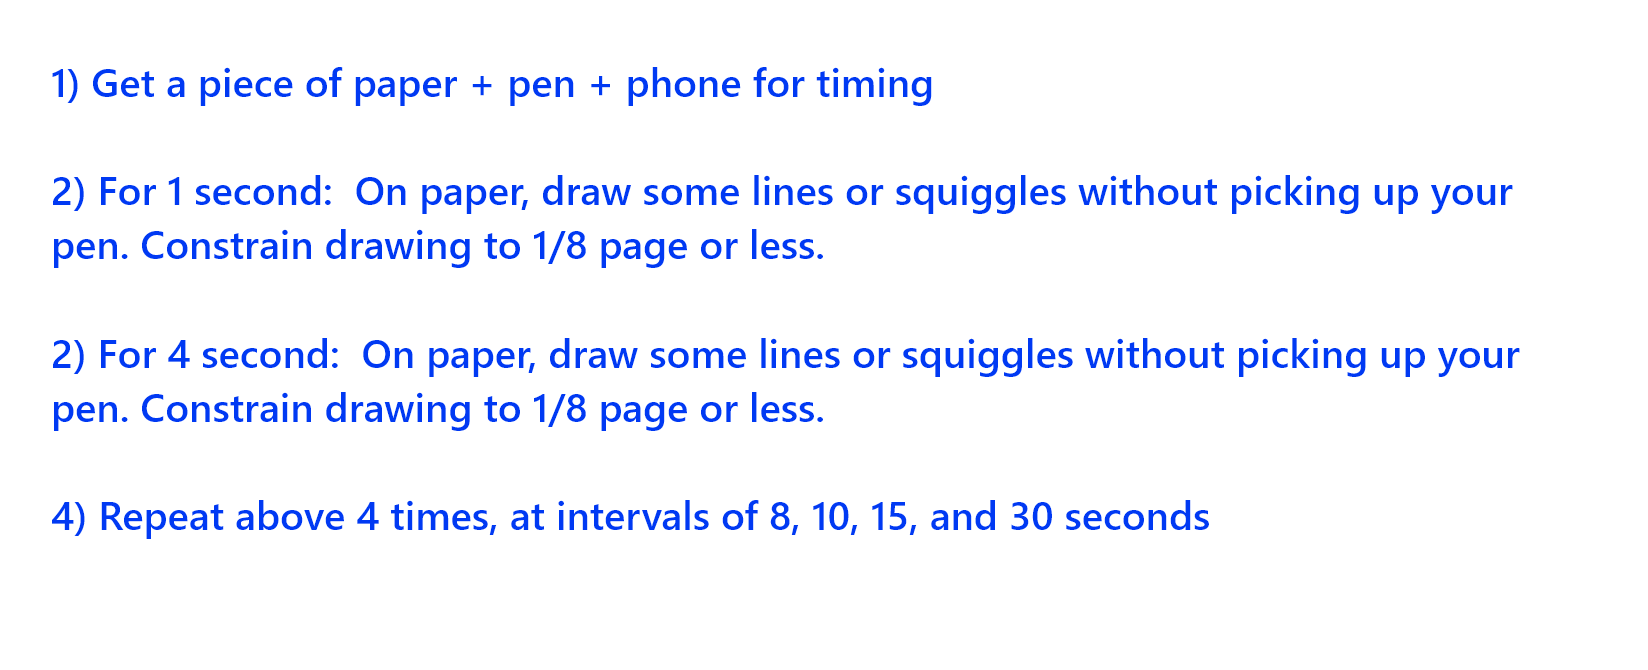 1) Get a piece of paper + pen + phone for timing
2) For 1 second:  On paper, draw some lines or squiggles without picking up your
pen. Constrain drawing to 1/8 page or less.
2) For 4 second:  On paper, draw some lines or squiggles without picking up your
pen. Constrain drawing to 1/8 page or less.
4) Repeat above 4 times, at intervals of 8, 10, 15, and 30 seconds